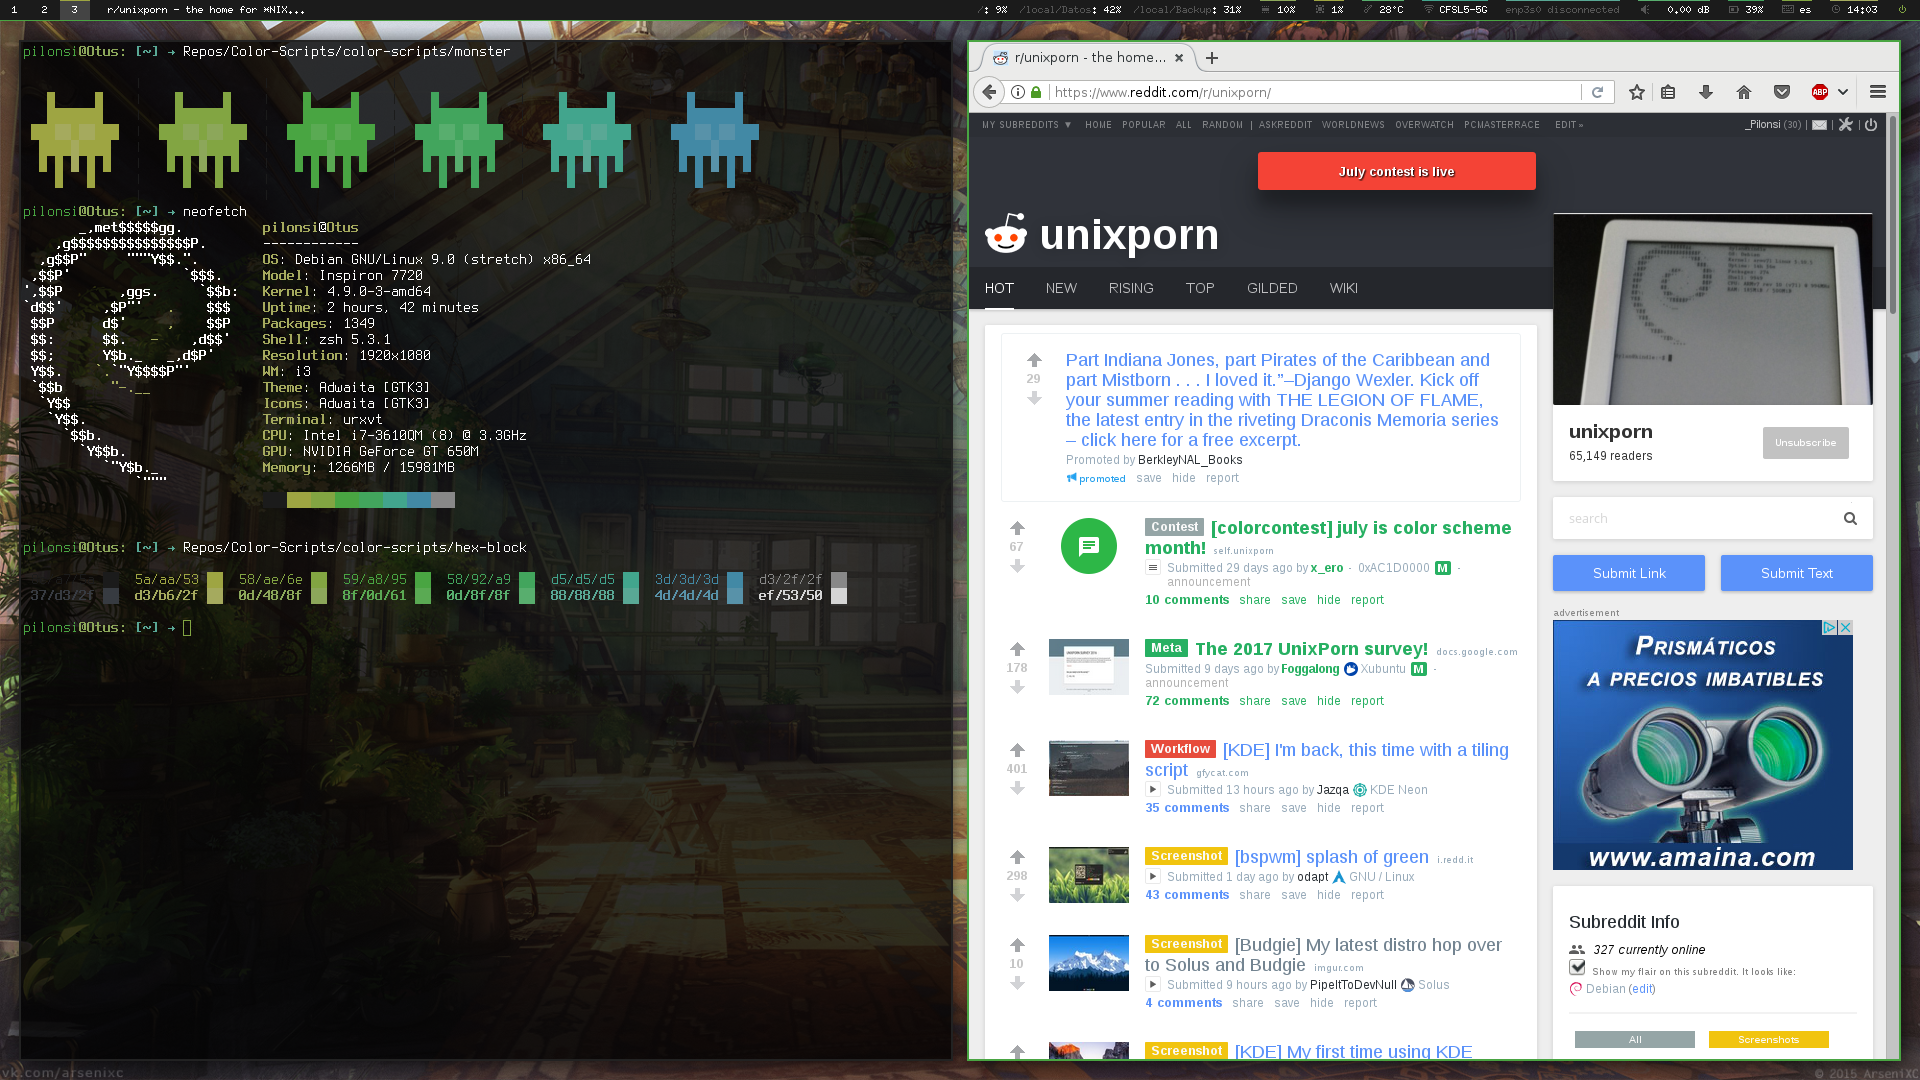 1 2 3 r/unixporn - the home for *NIX...
/: 9% /local/Datos: 42% /local/Backup: 31% 10% 1% 28°C CFSL5-5G enp3s0 disconnected 0.00 dB 39% es 14:03
pilonsi@Otus: [~] → Repos/Color-Scripts/color-scripts/monster
pilonsi@Otus: [~] → neofetch
pilonsi@Otus
------------
OS: Debian GNU/Linux 9.0 (stretch) x86_64
Model: Inspiron 7720
Kernel: 4.9.0-3-amd64
Uptime: 2 hours, 42 minutes
Packages: 1349
Shell: zsh 5.3.1
Resolution: 1920x1080
WM: i3
Theme: Adwaita [GTK3]
Icons: Adwaita [GTK3]
Terminal: urxvt
CPU: Intel i7-3610QM (8) @ 3.3GHz
GPU: NVIDIA GeForce GT 650M
Memory: 1266MB / 15981MB
pilonsi@Otus: [~] → Repos/Color-Scripts/color-scripts/hex-block
5a/aa/53 58/ae/6e 59/a8/95 58/92/a9 d5/d5/d5 3d/3d/3d d3/2f/2f
37/d3/2f d3/b6/2f 0d/48/8f 8f/0d/61 0d/8f/8f 88/88/88 4d/4d/4d ef/53/50
pilonsi@Otus: [~] →
vk.com/arsenixc
r/unixporn - the home...
https://www.reddit.com/r/unixporn/
ABP
MY SUBREDDITS ▼ HOME POPULAR ALL RANDOM | ASKREDDIT WORLDNEWS OVERWATCH PCMASTERRACE EDIT »
_Pilonsi (30) | | |
July contest is live
unixporn
HOT NEW RISING TOP GILDED WIKI
29
Part Indiana Jones, part Pirates of the Caribbean and
part Mistborn . . . I loved it.”–Django Wexler. Kick off
your summer reading with THE LEGION OF FLAME,
the latest entry in the riveting Draconis Memoria series
– click here for a free excerpt.
Promoted by BerkleyNAL_Books
promoted save hide report
67
Contest [colorcontest] july is color scheme
month! self.unixporn
Submitted 29 days ago by x_ero - 0xAC1D0000 M -
announcement
10 comments share save hide report
178
Meta The 2017 UnixPorn survey! docs.google.com
Submitted 9 days ago by Foggalong Xubuntu M -
announcement
72 comments share save hide report
401
Workflow [KDE] I'm back, this time with a tiling
script gfycat.com
Submitted 13 hours ago by Jazqa KDE Neon
35 comments share save hide report
298
Screenshot [bspwm] splash of green i.redd.it
Submitted 1 day ago by odapt GNU / Linux
43 comments share save hide report
10
Screenshot [Budgie] My latest distro hop over
to Solus and Budgie imgur.com
Submitted 9 hours ago by PipeItToDevNull Solus
4 comments share save hide report
Screenshot [KDE] My first time using KDE
unixporn
65,149 readers
Unsubscribe
search
Submit Link Submit Text
advertisement
PRISMÁTICOS
A PRECIOS IMBATIBLES
www.amaina.com
Subreddit Info
327 currently online
Show my flair on this subreddit. It looks like:
Debian (edit)
All Screenshots
© 2015 ArseniXC